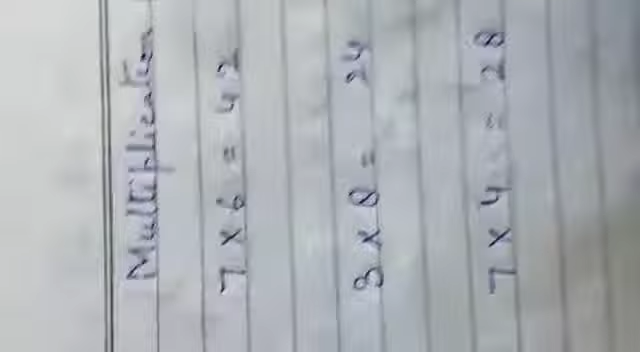 Multiplication
7 x 6 = 42
3 x 8 = 24
7 x 4 = 28